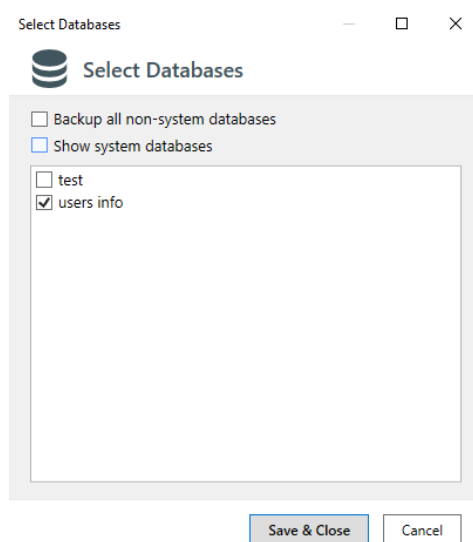 Select Databases
Select Databases
Backup all non-system databases
Show system databases
test
users info
Save & Close Cancel